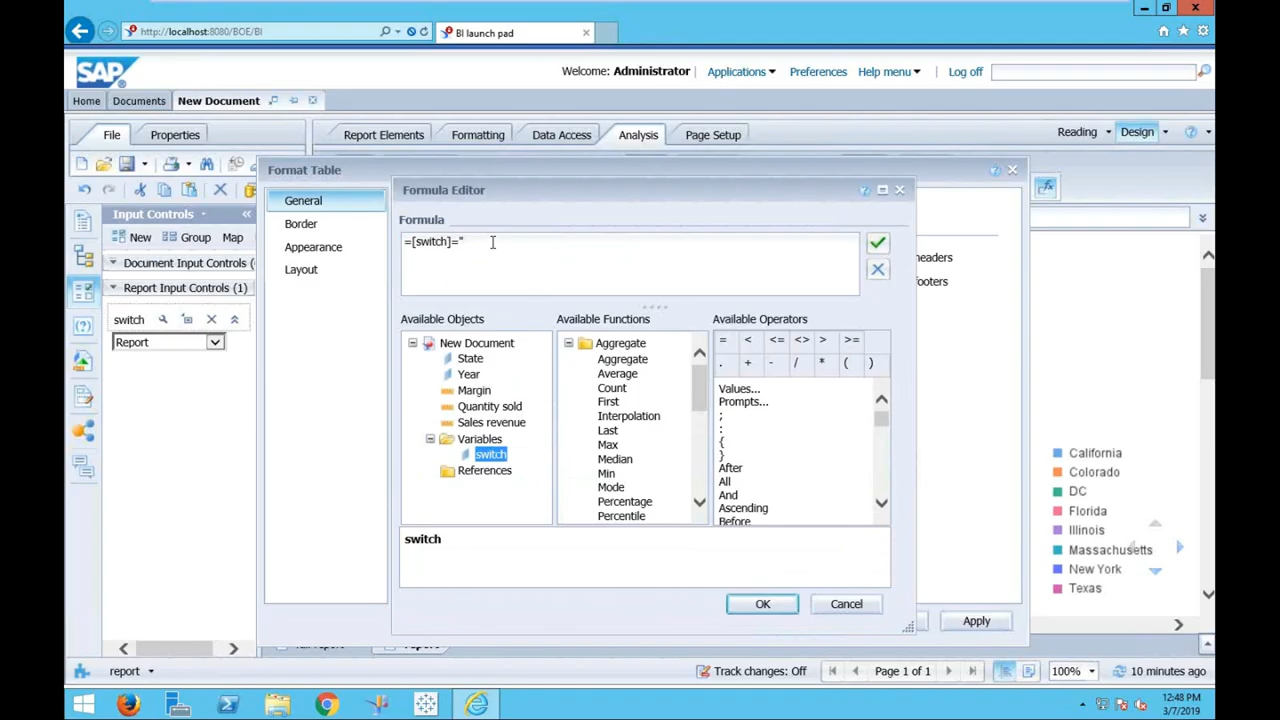 http://localhost:8080/BOE/BI
BI launch pad
SAP
Welcome: Administrator
Applications
Preferences
Help menu
Log off
Home
Documents
New Document
File
Properties
Report Elements
Formatting
Data Access
Analysis
Page Setup
Reading
Design
Format Table
Formula Editor
Input Controls
New
Group
Map
Document Input Controls (
Report Input Controls (1)
switch
Report
General
Border
Appearance
Layout
Formula
=[switch]="
headers
footers
Available Objects
New Document
State
Year
Margin
Quantity sold
Sales revenue
Variables
switch
References
Available Functions
Aggregate
Aggregate
Average
Count
First
Interpolation
Last
Max
Median
Min
Mode
Percentage
Percentile
Available Operators
= < <= <> > >=
. + - / * ( )
Values...
Prompts...
;
:
{
}
After
All
And
Ascending
Before
switch
OK
Cancel
Apply
California
Colorado
DC
Florida
Illinois
Massachusetts
New York
Texas
report
Track changes: Off
Page 1 of 1
100%
10 minutes ago
12:48 PM
3/7/2019